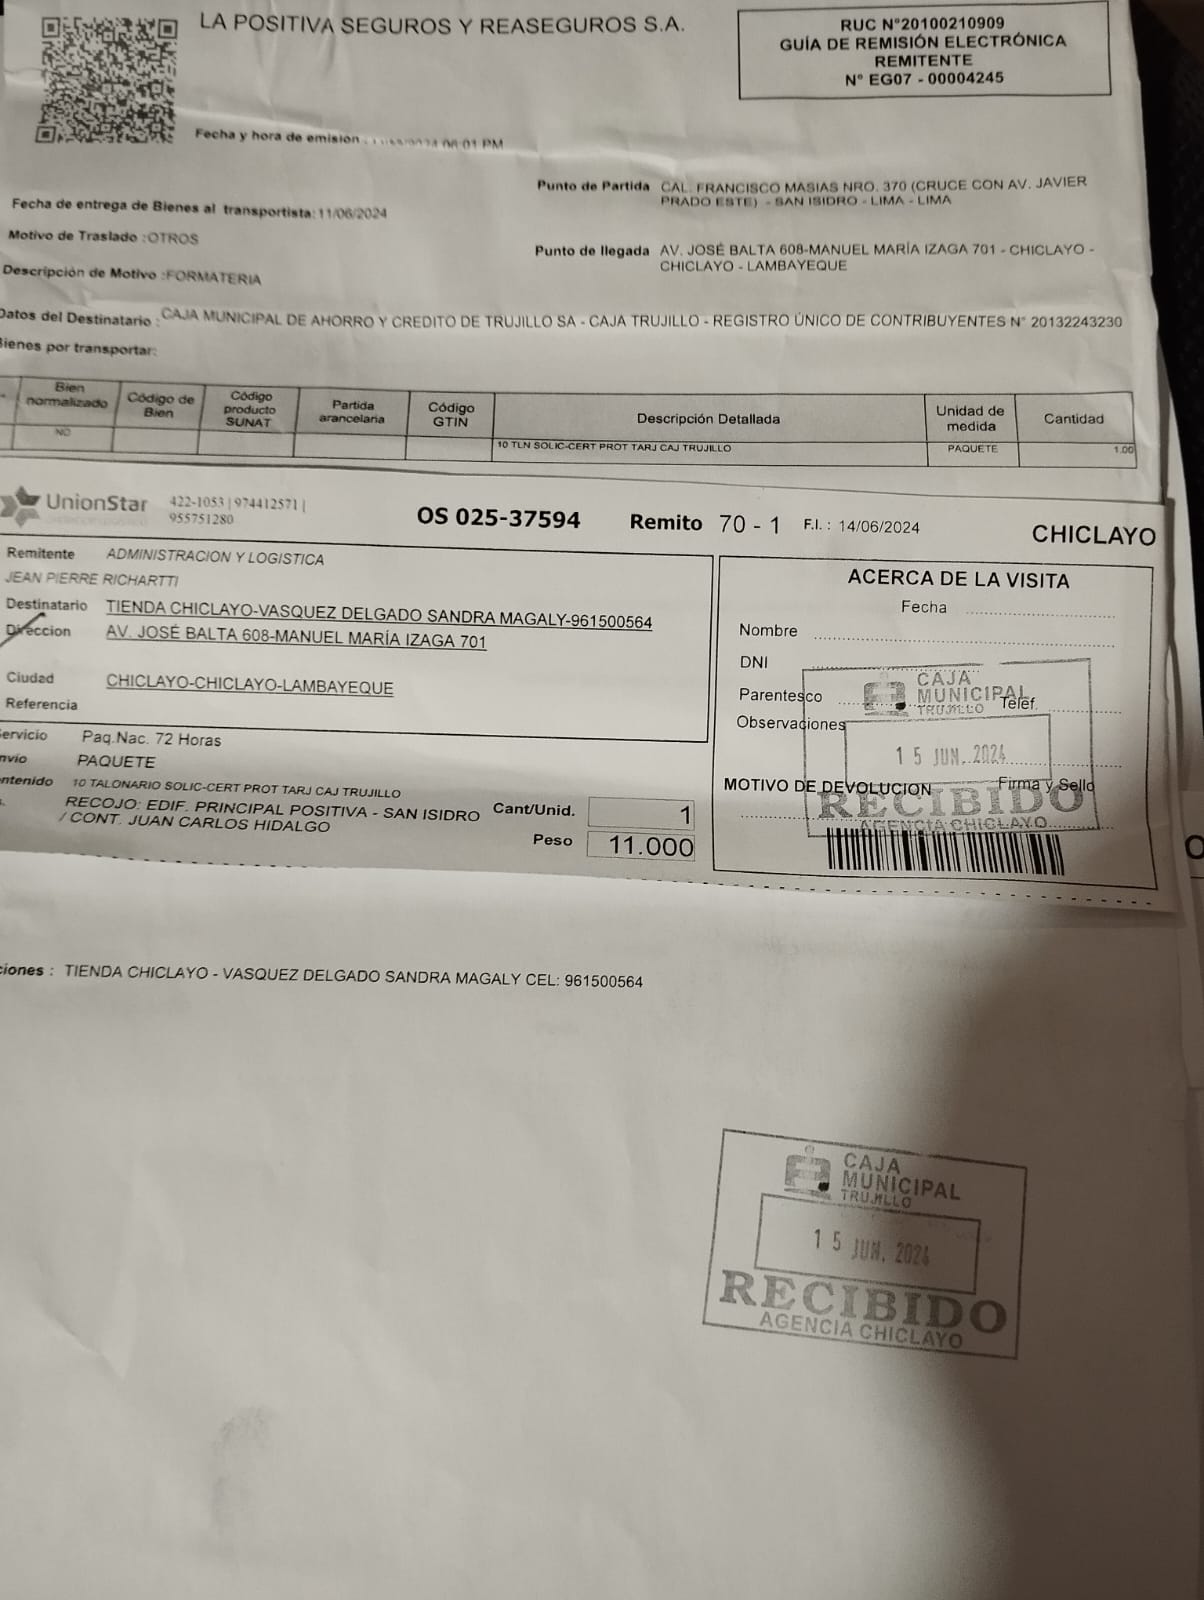 LA POSITIVA SEGUROS Y REASEGUROS S.A.
RUC N°20100210909
GUÍA DE REMISIÓN ELECTRÓNICA
REMITENTE
N° EG07 - 00004245
Fecha y hora de emisión 06:01 PM
Punto de Partida CAL. FRANCISCO MASIAS NRO. 370 (CRUCE CON AV. JAVIER
PRADO ESTE) - SAN ISIDRO - LIMA - LIMA
Fecha de entrega de Bienes al transportista: 11/06/2024
Motivo de Traslado :OTROS
Punto de llegada AV. JOSÉ BALTA 608-MANUEL MARÍA IZAGA 701 - CHICLAYO -
CHICLAYO - LAMBAYEQUE
Descripción de Motivo :FORMATERIA
Datos del Destinatario : CAJA MUNICIPAL DE AHORRO Y CREDITO DE TRUJILLO SA - CAJA TRUJILLO - REGISTRO ÚNICO DE CONTRIBUYENTES N° 20132243230
Bienes por transportar:
Bien normalizado Código de Bien Código producto SUNAT Partida arancelaria Código GTIN Descripción Detallada Unidad de medida Cantidad
NO 10 TLN SOLIC-CERT PROT TARJ CAJ TRUJILLO PAQUETE 1.00
UnionStar 422-1053 | 974412571 |
955751280
OS 025-37594 Remito 70 - 1 F.I. : 14/06/2024 CHICLAYO
Remitente ADMINISTRACION Y LOGISTICA
JEAN PIERRE RICHARTTI
Destinatario TIENDA CHICLAYO-VASQUEZ DELGADO SANDRA MAGALY-961500564
Direccion AV. JOSÉ BALTA 608-MANUEL MARÍA IZAGA 701
Ciudad CHICLAYO-CHICLAYO-LAMBAYEQUE
Referencia
ervicio Paq.Nac. 72 Horas
nvio PAQUETE
ntenido 10 TALONARIO SOLIC-CERT PROT TARJ CAJ TRUJILLO
RECOJO: EDIF. PRINCIPAL POSITIVA - SAN ISIDRO
/ CONT. JUAN CARLOS HIDALGO
Cant/Unid. 1
Peso 11.000
ACERCA DE LA VISITA
Fecha
Nombre
DNI
Parentesco Telef.
Observaciones
MOTIVO DE DEVOLUCION Firma y Sello
CAJA
MUNICIPAL
TRUJILLO
15 JUN. 2024
RECIBIDO
AGENCIA CHICLAYO
ciones : TIENDA CHICLAYO - VASQUEZ DELGADO SANDRA MAGALY CEL: 961500564
CAJA
MUNICIPAL
TRUJILLO
15 JUN. 2024
RECIBIDO
AGENCIA CHICLAYO